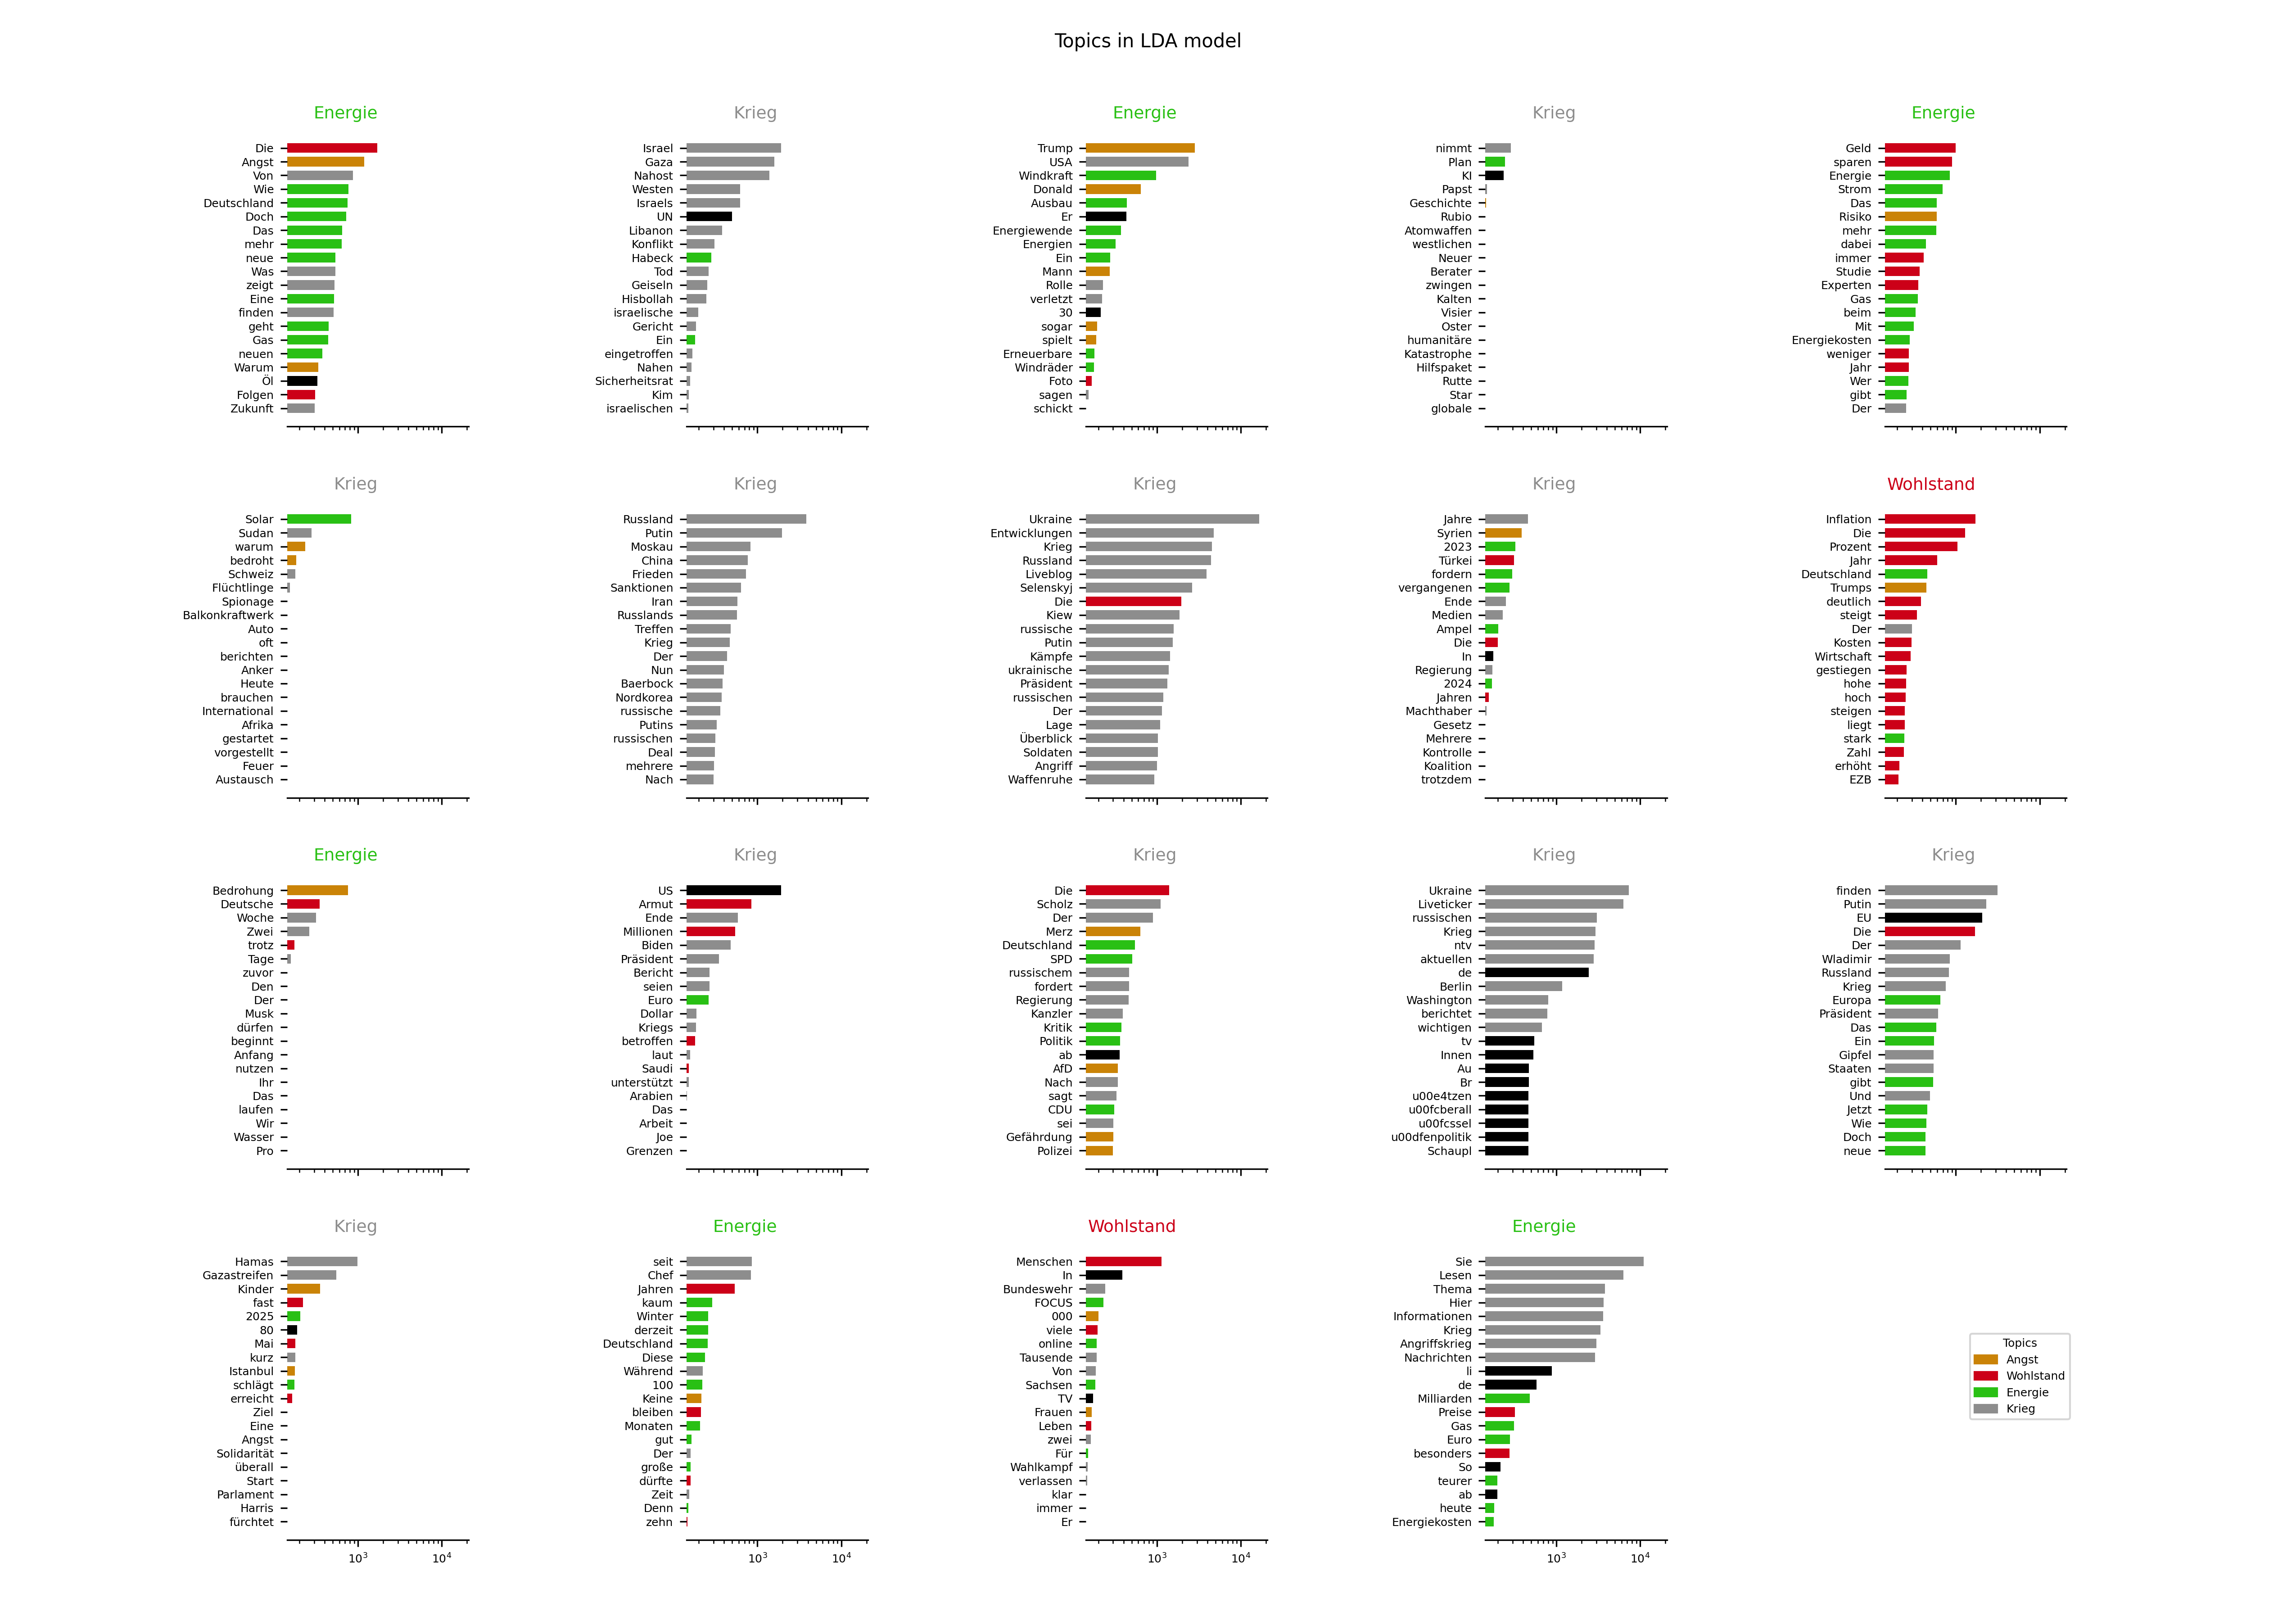 Topics in LDA model
Energie
Die
Angst
Von
Wie
Deutschland
Doch
Das
mehr
neue
Was
zeigt
Eine
finden
geht
Gas
neuen
Warum
Öl
Folgen
Zukunft
Krieg
Israel
Gaza
Nahost
Westen
Israels
UN
Libanon
Konflikt
Habeck
Tod
Geiseln
Hisbollah
israelische
Gericht
Ein
eingetroffen
Nahen
Sicherheitsrat
Kim
israelischen
Energie
Trump
USA
Windkraft
Donald
Ausbau
Er
Energiewende
Energien
Ein
Mann
Rolle
verletzt
30
sogar
spielt
Erneuerbare
Windräder
Foto
sagen
schickt
Krieg
nimmt
Plan
KI
Papst
Geschichte
Rubio
Atomwaffen
westlichen
Neuer
Berater
zwingen
Kalten
Visier
Oster
humanitäre
Katastrophe
Hilfspaket
Rutte
Star
globale
Energie
Geld
sparen
Energie
Strom
Das
Risiko
mehr
dabei
immer
Studie
Experten
Gas
beim
Mit
Energiekosten
weniger
Jahr
Wer
gibt
Der
Krieg
Solar
Sudan
warum
bedroht
Schweiz
Flüchtlinge
Spionage
Balkonkraftwerk
Auto
oft
berichten
Anker
Heute
brauchen
International
Afrika
gestartet
vorgestellt
Feuer
Austausch
Krieg
Russland
Putin
Moskau
China
Frieden
Sanktionen
Iran
Russlands
Treffen
Krieg
Der
Nun
Baerbock
Nordkorea
russische
Putins
russischen
Deal
mehrere
Nach
Krieg
Ukraine
Entwicklungen
Krieg
Russland
Liveblog
Selenskyj
Die
Kiew
russische
Putin
Kämpfe
ukrainische
Präsident
russischen
Der
Lage
Überblick
Soldaten
Angriff
Waffenruhe
Krieg
Jahre
Syrien
2023
Türkei
fordern
vergangenen
Ende
Medien
Ampel
Die
In
Regierung
2024
Jahren
Machthaber
Gesetz
Mehrere
Kontrolle
Koalition
trotzdem
Wohlstand
Inflation
Die
Prozent
Jahr
Deutschland
Trumps
deutlich
steigt
Der
Kosten
Wirtschaft
gestiegen
hohe
hoch
steigen
liegt
stark
Zahl
erhöht
EZB
Energie
Bedrohung
Deutsche
Woche
Zwei
trotz
Tage
zuvor
Den
Der
Musk
dürfen
beginnt
Anfang
nutzen
Ihr
Das
laufen
Wir
Wasser
Pro
Krieg
US
Armut
Ende
Millionen
Biden
Präsident
Bericht
seien
Euro
Dollar
Kriegs
betroffen
laut
Saudi
unterstützt
Arabien
Das
Arbeit
Joe
Grenzen
Krieg
Die
Scholz
Der
Merz
Deutschland
SPD
russischem
fordert
Regierung
Kanzler
Kritik
Politik
ab
AfD
Nach
sagt
CDU
sei
Gefährdung
Polizei
Krieg
Ukraine
Liveticker
russischen
Krieg
ntv
aktuellen
de
Berlin
Washington
berichtet
wichtigen
tv
Innen
Au
Br
u00e4tzen
u00fcberall
u00fcssel
u00dfenpolitik
Schaupl
Krieg
finden
Putin
EU
Die
Der
Wladimir
Russland
Krieg
Europa
Präsident
Das
Ein
Gipfel
Staaten
gibt
Und
Jetzt
Wie
Doch
neue
Krieg
Hamas
Gazastreifen
Kinder
fast
2025
80
Mai
kurz
Istanbul
schlägt
erreicht
Ziel
Eine
Angst
Solidarität
überall
Start
Parlament
Harris
fürchtet
10³ 10⁴
Energie
seit
Chef
Jahren
kaum
Winter
derzeit
Deutschland
Diese
Während
100
Keine
bleiben
Monaten
gut
Der
große
dürfte
Zeit
Denn
zehn
10³ 10⁴
Wohlstand
Menschen
In
Bundeswehr
FOCUS
000
viele
online
Tausende
Von
Sachsen
TV
Frauen
Leben
zwei
Für
Wahlkampf
verlassen
klar
immer
Er
10³ 10⁴
Energie
Sie
Lesen
Thema
Hier
Informationen
Krieg
Angriffskrieg
Nachrichten
li
de
Milliarden
Preise
Gas
Euro
besonders
So
teurer
ab
heute
Energiekosten
10³ 10⁴
Topics
Angst
Wohlstand
Energie
Krieg